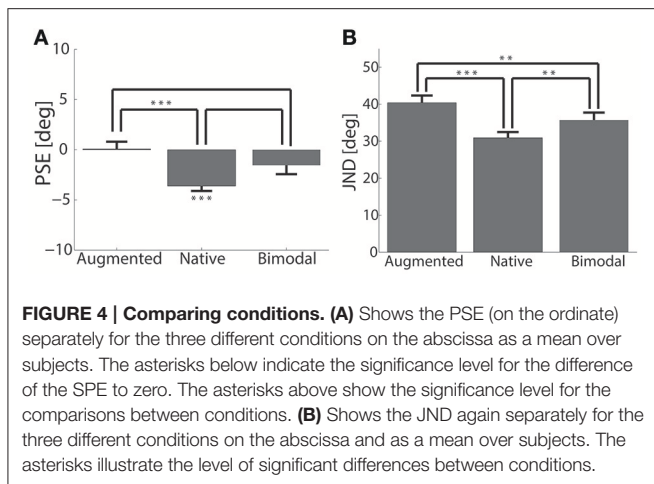 A
B
10
5
0
−5
−10
PSE [deg]
***
***
Augmented Native Bimodal
50
40
30
20
10
0
JND [deg]
**
*** **
Augmented Native Bimodal
FIGURE 4 | Comparing conditions. (A) Shows the PSE (on the ordinate)
separately for the three different conditions on the abscissa as a mean over
subjects. The asterisks below indicate the significance level for the difference
of the SPE to zero. The asterisks above show the significance level for the
comparisons between conditions. (B) Shows the JND again separately for the
three different conditions on the abscissa and as a mean over subjects. The
asterisks illustrate the level of significant differences between conditions.